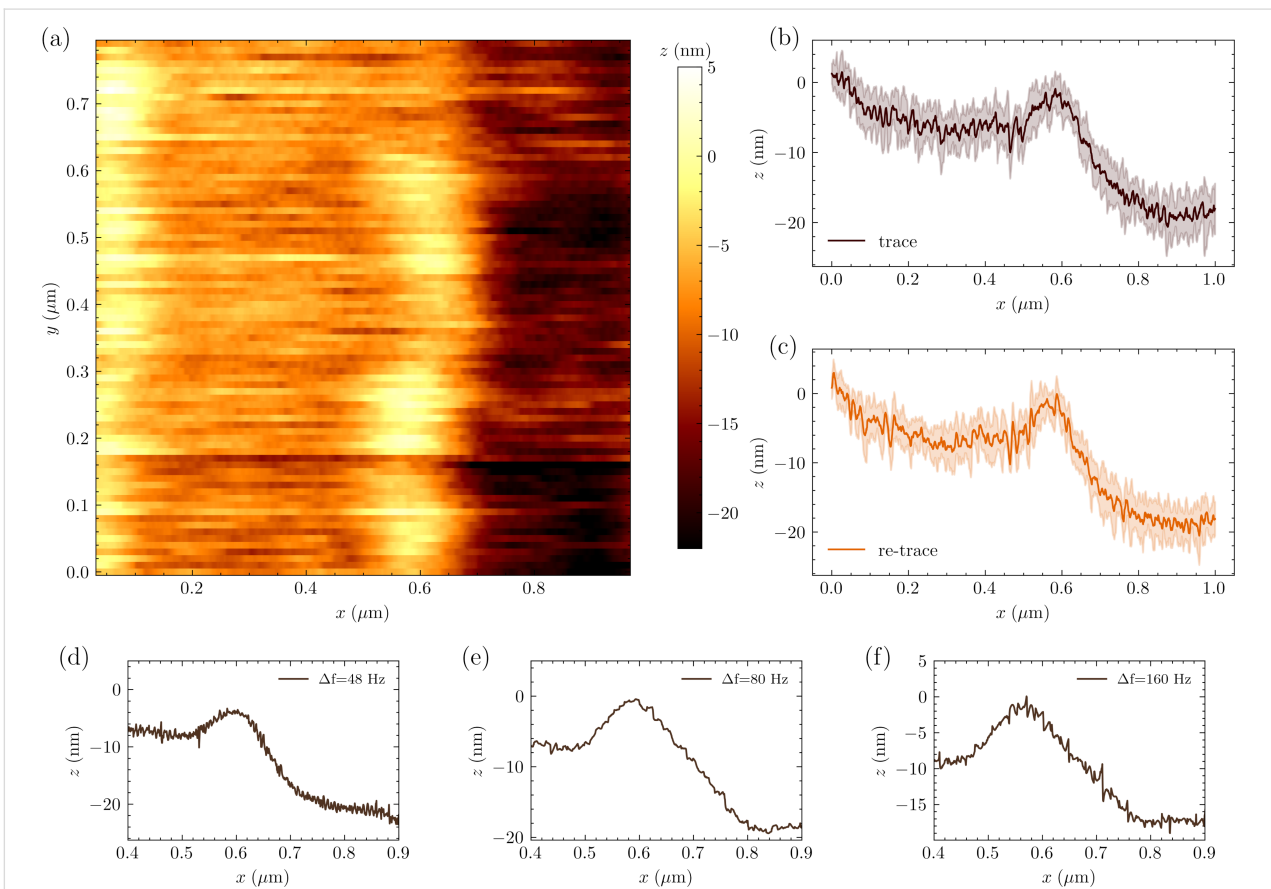 (a)
z (nm)
5
0
−5
−10
−15
−20
0.7
0.6
0.5
0.4
0.3
0.2
0.1
0.0
y (μm)
0.2
0.4
0.6
0.8
x (μm)
(b)
0
−10
−20
z (nm)
trace
0.0
0.2
0.4
0.6
0.8
1.0
x (μm)
(c)
0
−10
−20
z (nm)
re-trace
0.0
0.2
0.4
0.6
0.8
1.0
x (μm)
(d)
Δf=48 Hz
0
−10
−20
z (nm)
0.4
0.5
0.6
0.7
0.8
0.9
x (μm)
(e)
Δf=80 Hz
0
−10
−20
z (nm)
0.4
0.5
0.6
0.7
0.8
0.9
x (μm)
(f)
Δf=160 Hz
5
0
−5
−10
−15
z (nm)
0.4
0.5
0.6
0.7
0.8
0.9
x (μm)